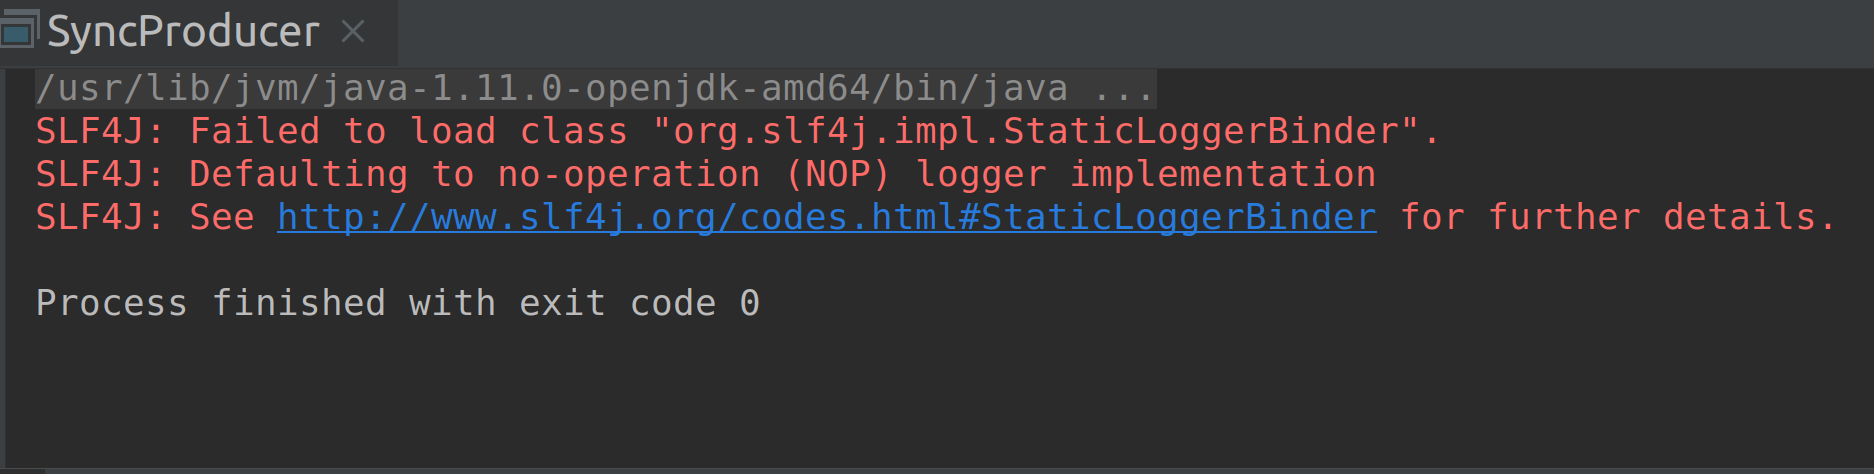 SyncProducer
/usr/lib/jvm/java-1.11.0-openjdk-amd64/bin/java ...
SLF4J: Failed to load class "org.slf4j.impl.StaticLoggerBinder".
SLF4J: Defaulting to no-operation (NOP) logger implementation
SLF4J: See http://www.slf4j.org/codes.html#StaticLoggerBinder for further details.
Process finished with exit code 0